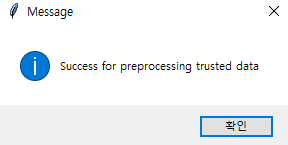 Message
Success for preprocessing trusted data
확인